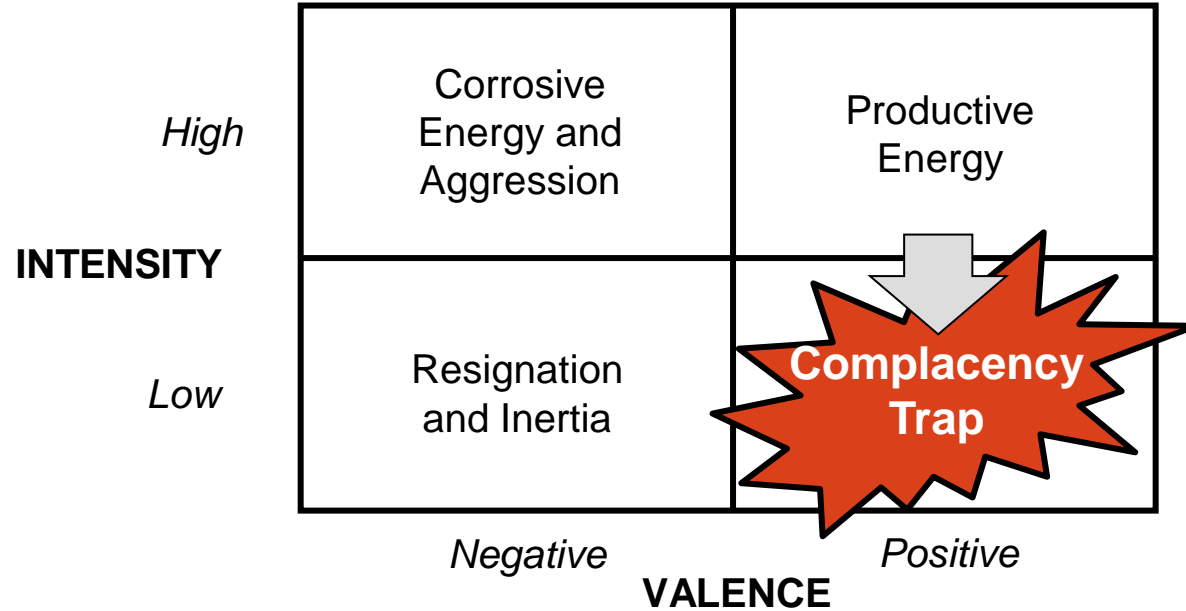 Corrosive
Energy and
Aggression
Productive
Energy
High
INTENSITY
Resignation
and Inertia
Complacency
Trap
Low
Negative
Positive
VALENCE